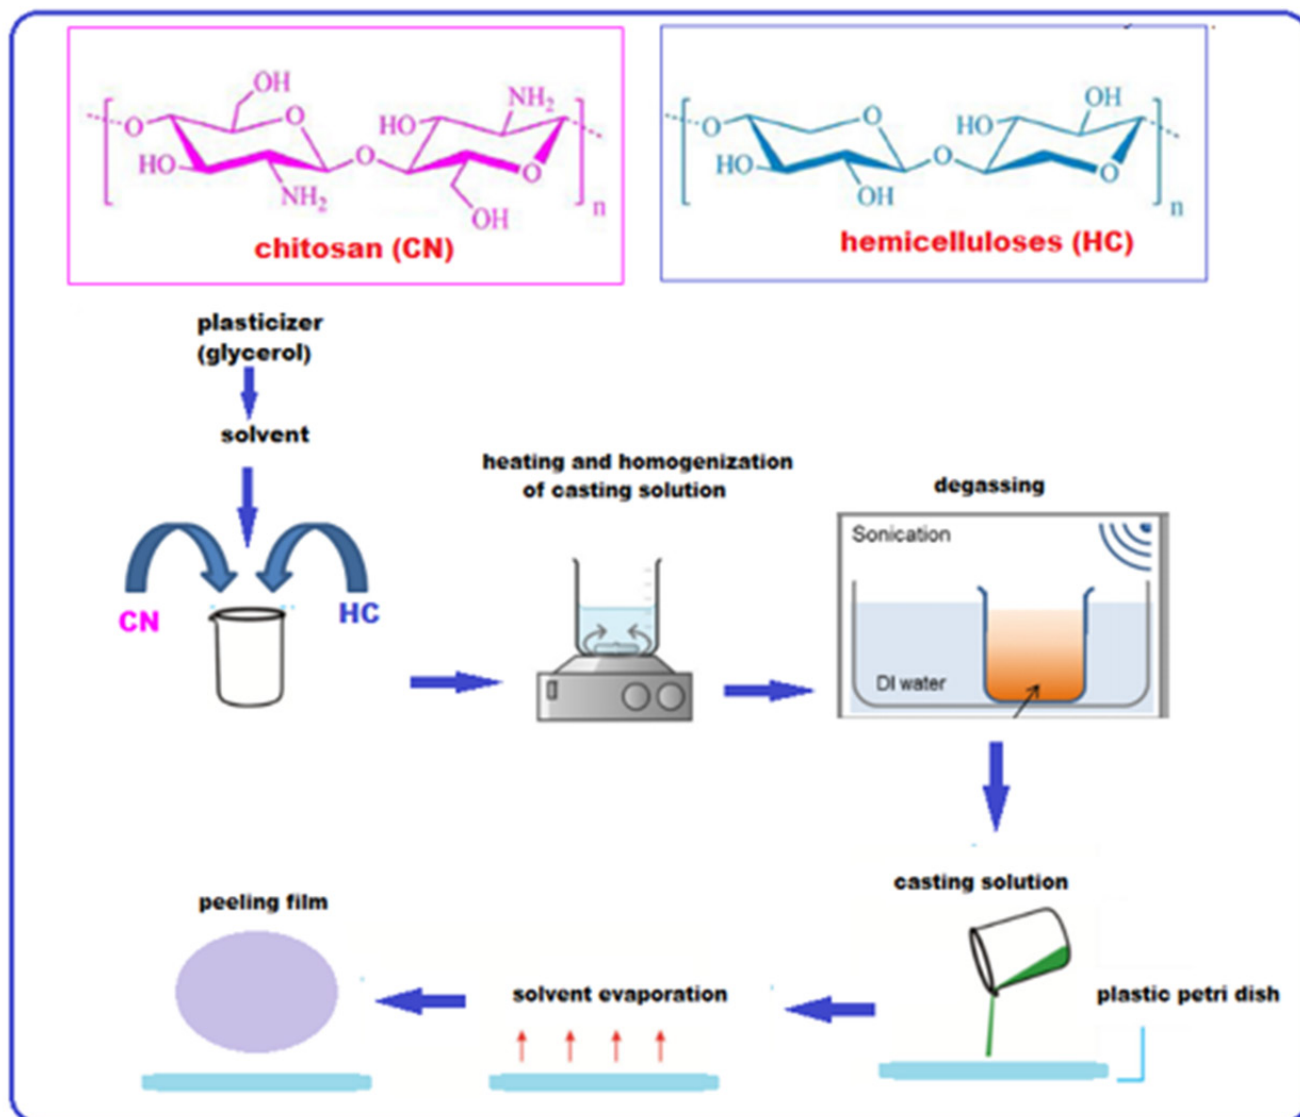 OH
NH₂
O
O
HO
O
HO
O
NH₂
OH
n
chitosan (CN)
OH
O
O
HO
O
HO
O
OH
n
hemicelluloses (HC)
plasticizer
(glycerol)
solvent
CN
HC
heating and homogenization
of casting solution
degassing
Sonication
DI water
casting solution
plastic petri dish
solvent evaporation
peeling film